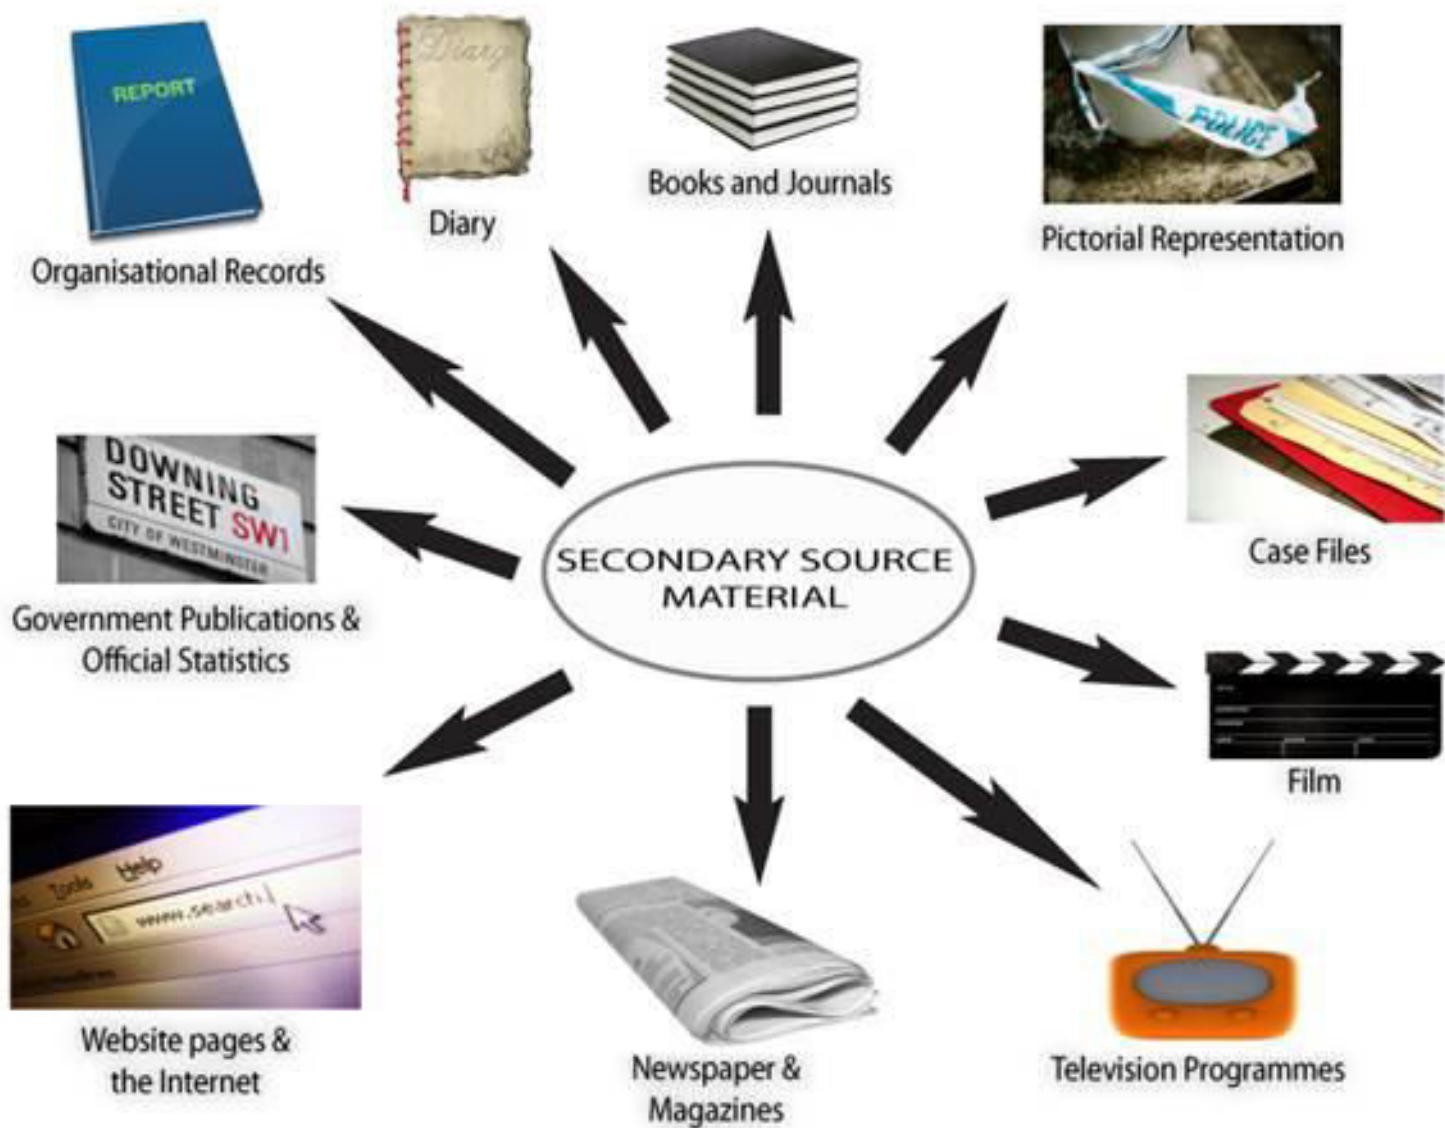 REPORT
Organisational Records
Diary
Diary
Books and Journals
POLICE
Pictorial Representation
DOWNING
STREET SW1
CITY OF WESTMINSTER
Government Publications &
Official Statistics
SECONDARY SOURCE
MATERIAL
Case Files
Film
Tools Help
www.search.
Website pages &
the Internet
Newspaper &
Magazines
Television Programmes